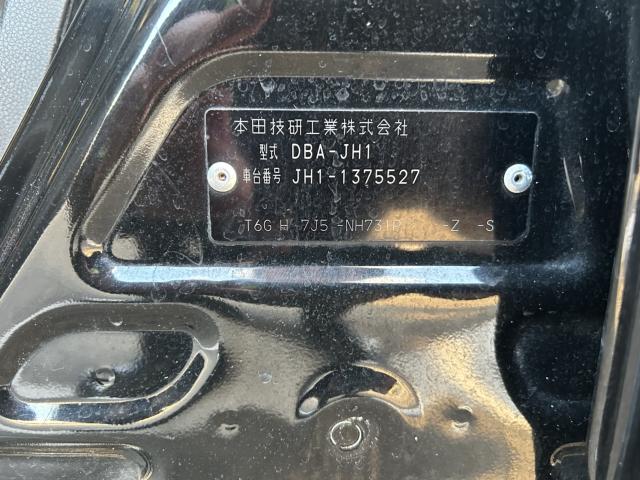 本田技研工業株式会社
型式 DBA-JH1
車台番号 JH1-1375527
T6G H-7J5-NH731P -Z -S